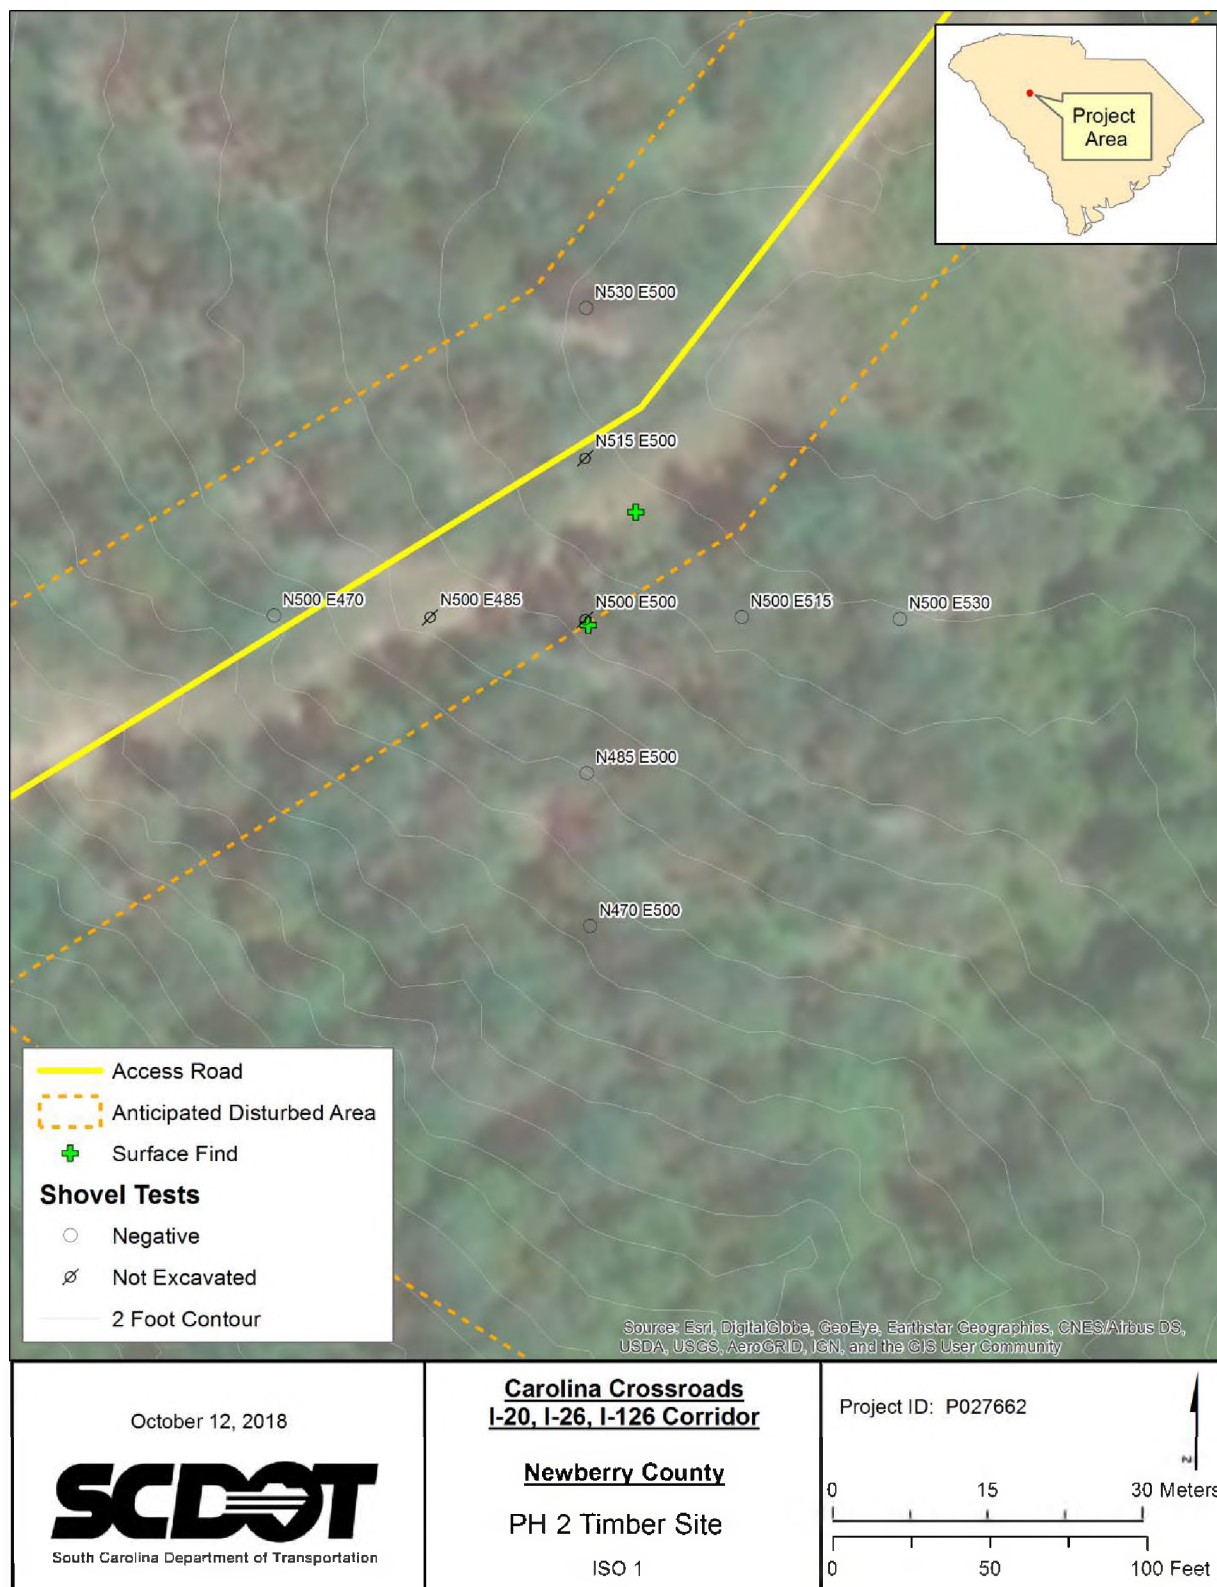 Project
Area
N530 E500
N515 E500
N500 E470
N500 E485
N500 E500
N500 E515
N500 E530
N485 E500
N470 E500
Access Road
Anticipated Disturbed Area
Surface Find
Shovel Tests
Negative
Not Excavated
2 Foot Contour
Source: Esri, DigitalGlobe, GeoEye, Earthstar Geographics, CNES/Airbus DS,
USDA, USGS, AeroGRID, IGN, and the GIS User Community
October 12, 2018
SCDOT
South Carolina Department of Transportation
Carolina Crossroads
I-20, I-26, I-126 Corridor
Newberry County
PH 2 Timber Site
ISO 1
Project ID: P027662
N
0 15 30 Meters
0 50 100 Feet